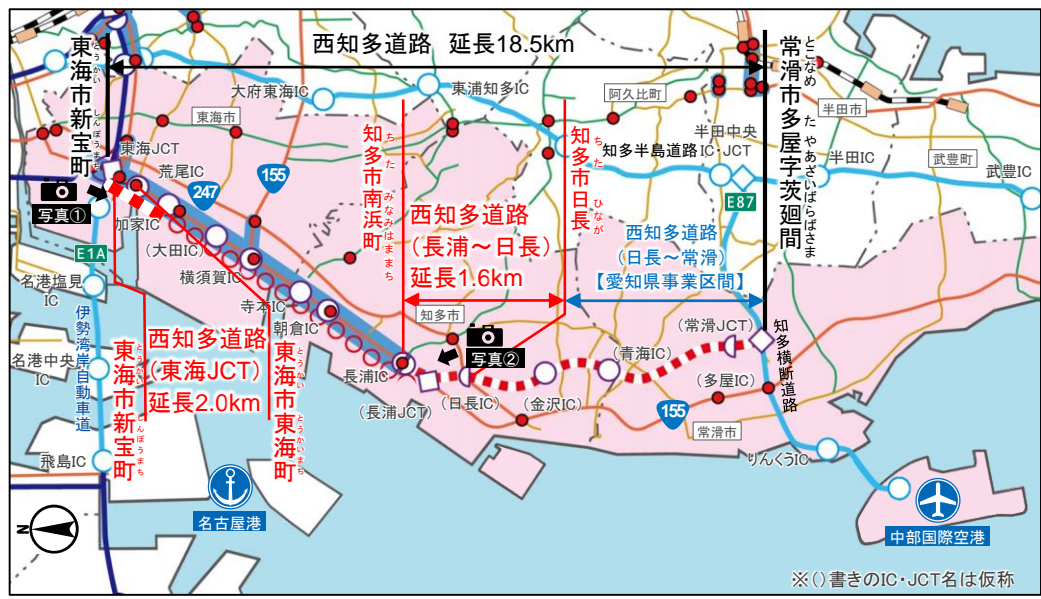 西知多道路 延長18.5km
東海市新宝町
とうかい しんぽうまち
常滑市多屋字茨廻間
とこなめ たやあざいばらばさま
大府東海IC
東浦知多IC
阿久比町
半田市
東海市
半田中央
IC・JCT
知多半島道路
半田IC
武豊町
武豊IC
東海JCT
荒尾IC
247
155
写真①
加家IC
(大田IC)
横須賀IC
寺本IC
朝倉IC
長浦IC
知多市南浜町
ちた みなみはままち
知多市日長
ちた ひなが
西知多道路
(長浦~日長)
延長1.6km
西知多道路
(日長~常滑)
【愛知県事業区間】
E87
E1A
名港塩見
IC
名港中央
IC
伊勢湾岸自動車道
飛島IC
東海市新宝町
とうかい しんぽうまち
西知多道路
(東海JCT)
延長2.0km
東海市東海町
とうかい とうかいまち
知多市
写真②
(長浦JCT)
(日長IC)
(金沢IC)
(青海IC)
(常滑JCT)
(多屋IC)
155
常滑市
知多横断道路
りんくうIC
名古屋港
中部国際空港
N
※()書きのIC・JCT名は仮称